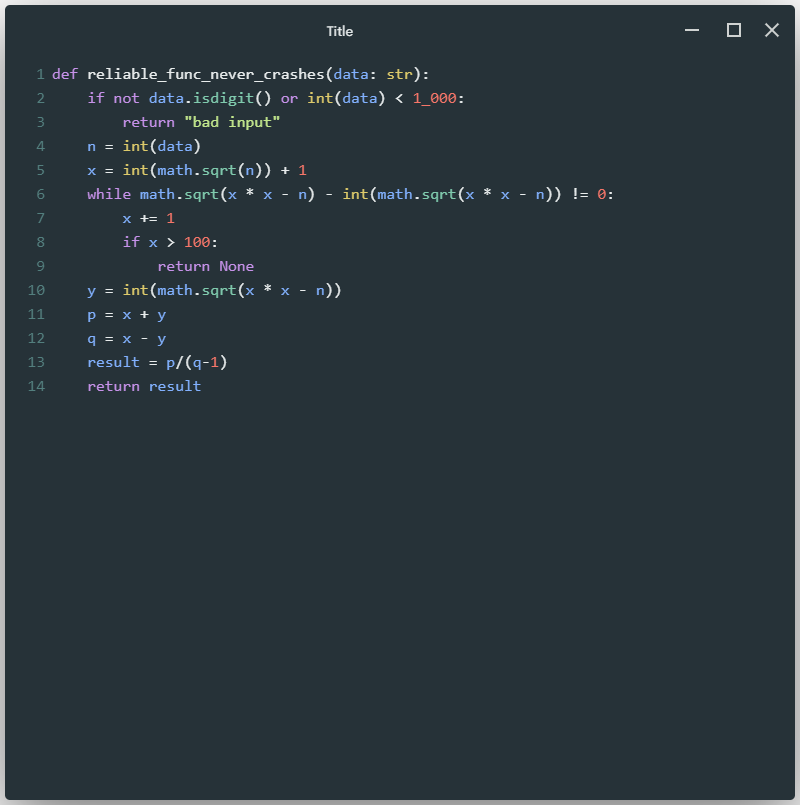 Title
1 def reliable_func_never_crashes(data: str):
2     if not data.isdigit() or int(data) < 1_000:
3         return "bad input"
4     n = int(data)
5     x = int(math.sqrt(n)) + 1
6     while math.sqrt(x * x - n) - int(math.sqrt(x * x - n)) != 0:
7         x += 1
8         if x > 100:
9             return None
10     y = int(math.sqrt(x * x - n))
11     p = x + y
12     q = x - y
13     result = p/(q-1)
14     return result